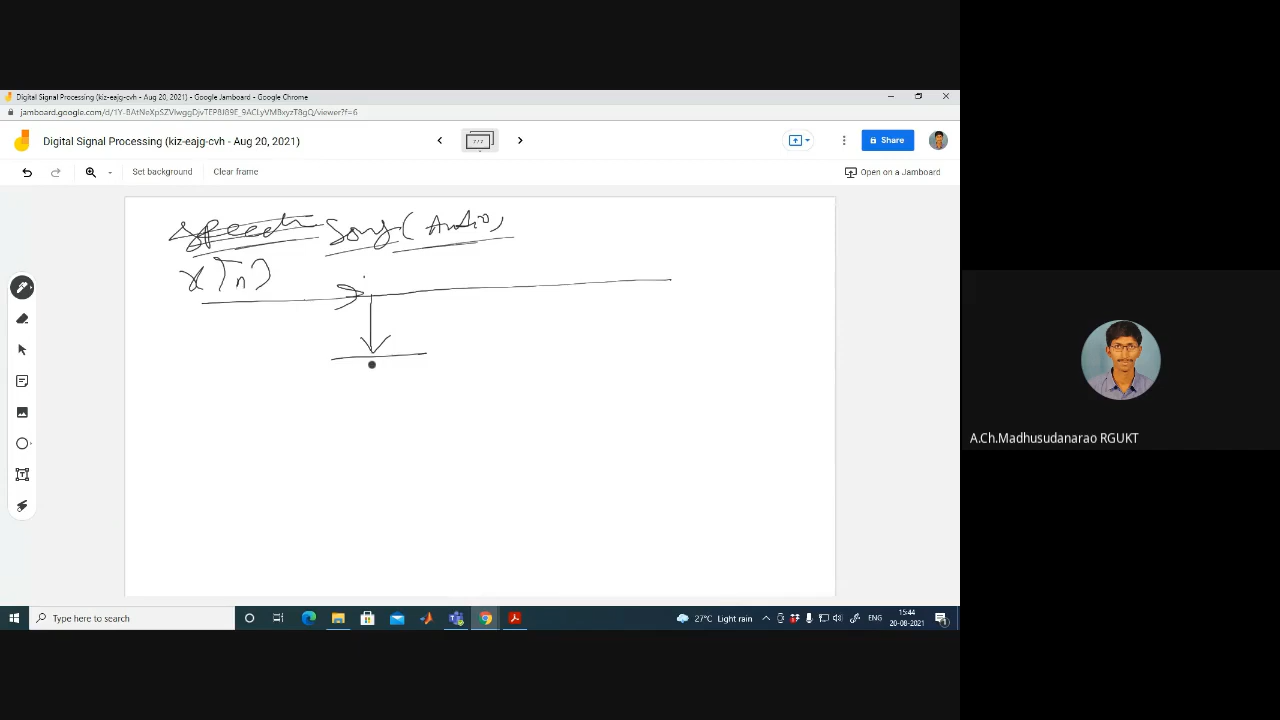 Digital Signal Processing (kiz-eajg-cvh - Aug 20, 2021) - Google Jamboard - Google Chrome
Digital Signal Processing (kiz-eajg-cvh - Aug 20, 2021)
Share
Set background
Clear frame
Open on a Jamboard
speech song (Audio)
x[n]
A.Ch.Madhusudanarao RGUKT
Type here to search
27°C Light rain
ENG
15:44
20-08-2021